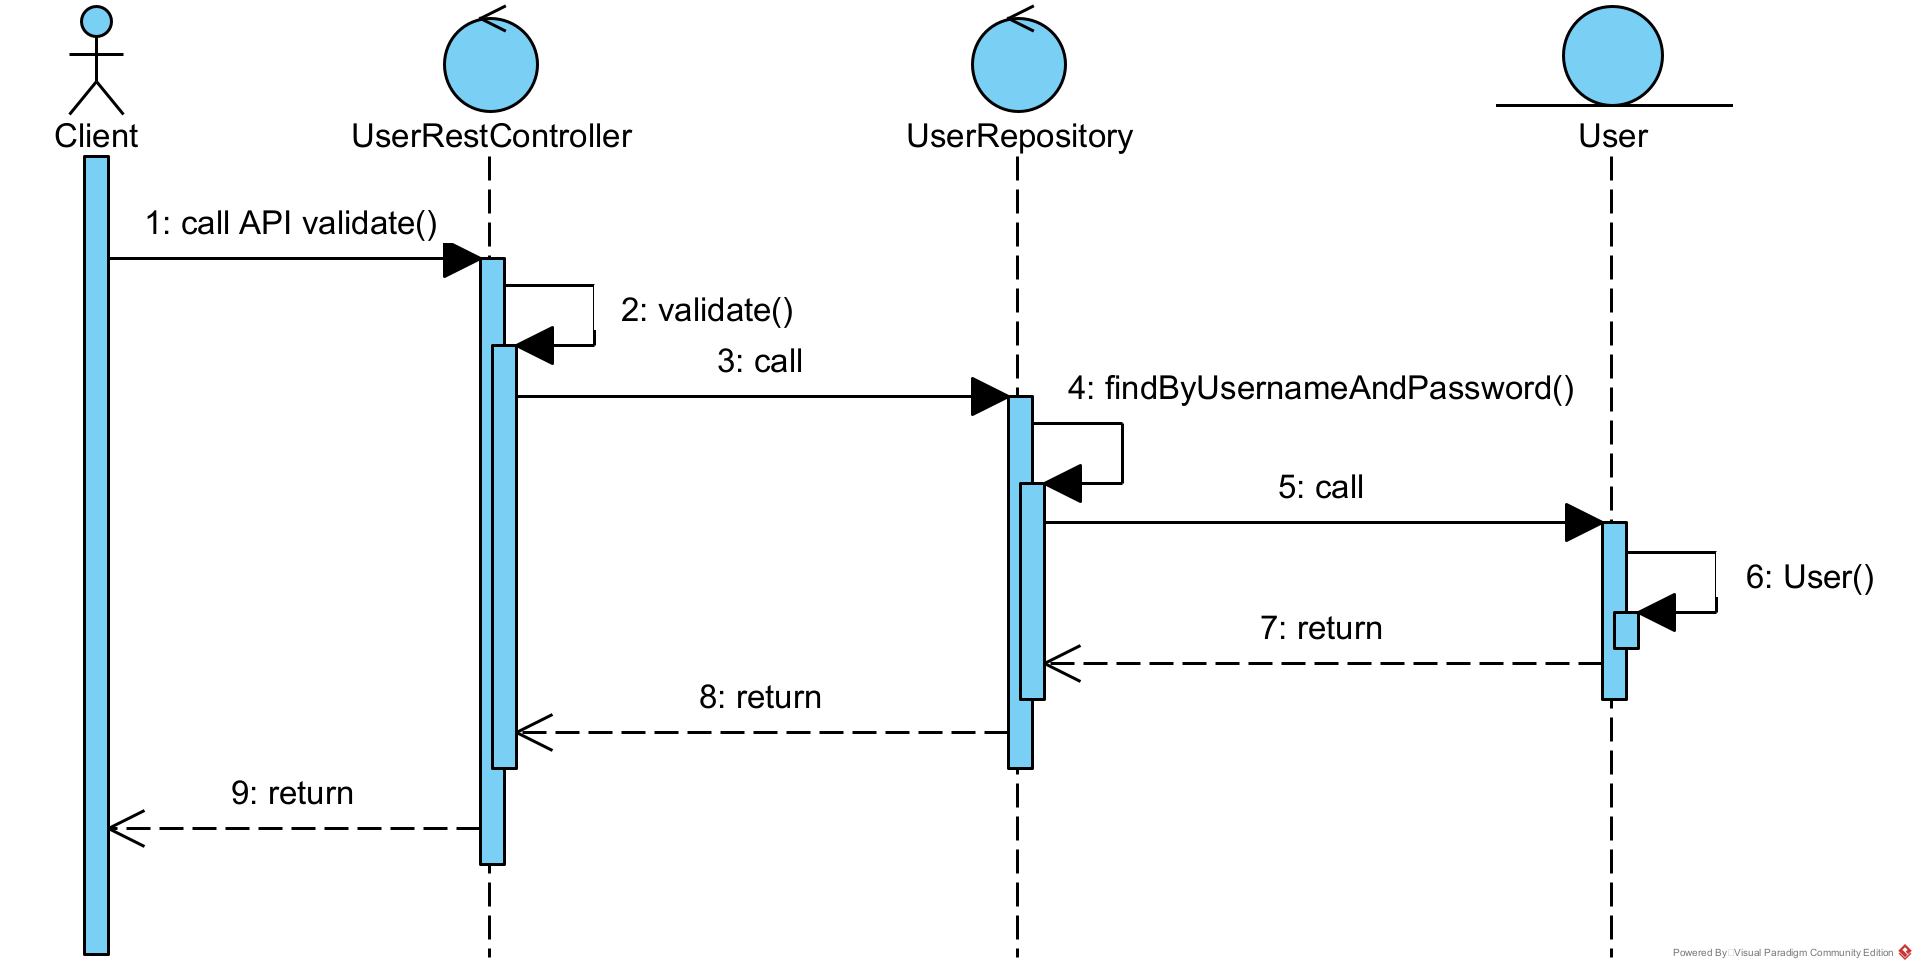 Client
UserRestController
UserRepository
User
1: call API validate()
2: validate()
3: call
4: findByUsernameAndPassword()
5: call
6: User()
7: return
8: return
9: return
Powered By Visual Paradigm Community Edition